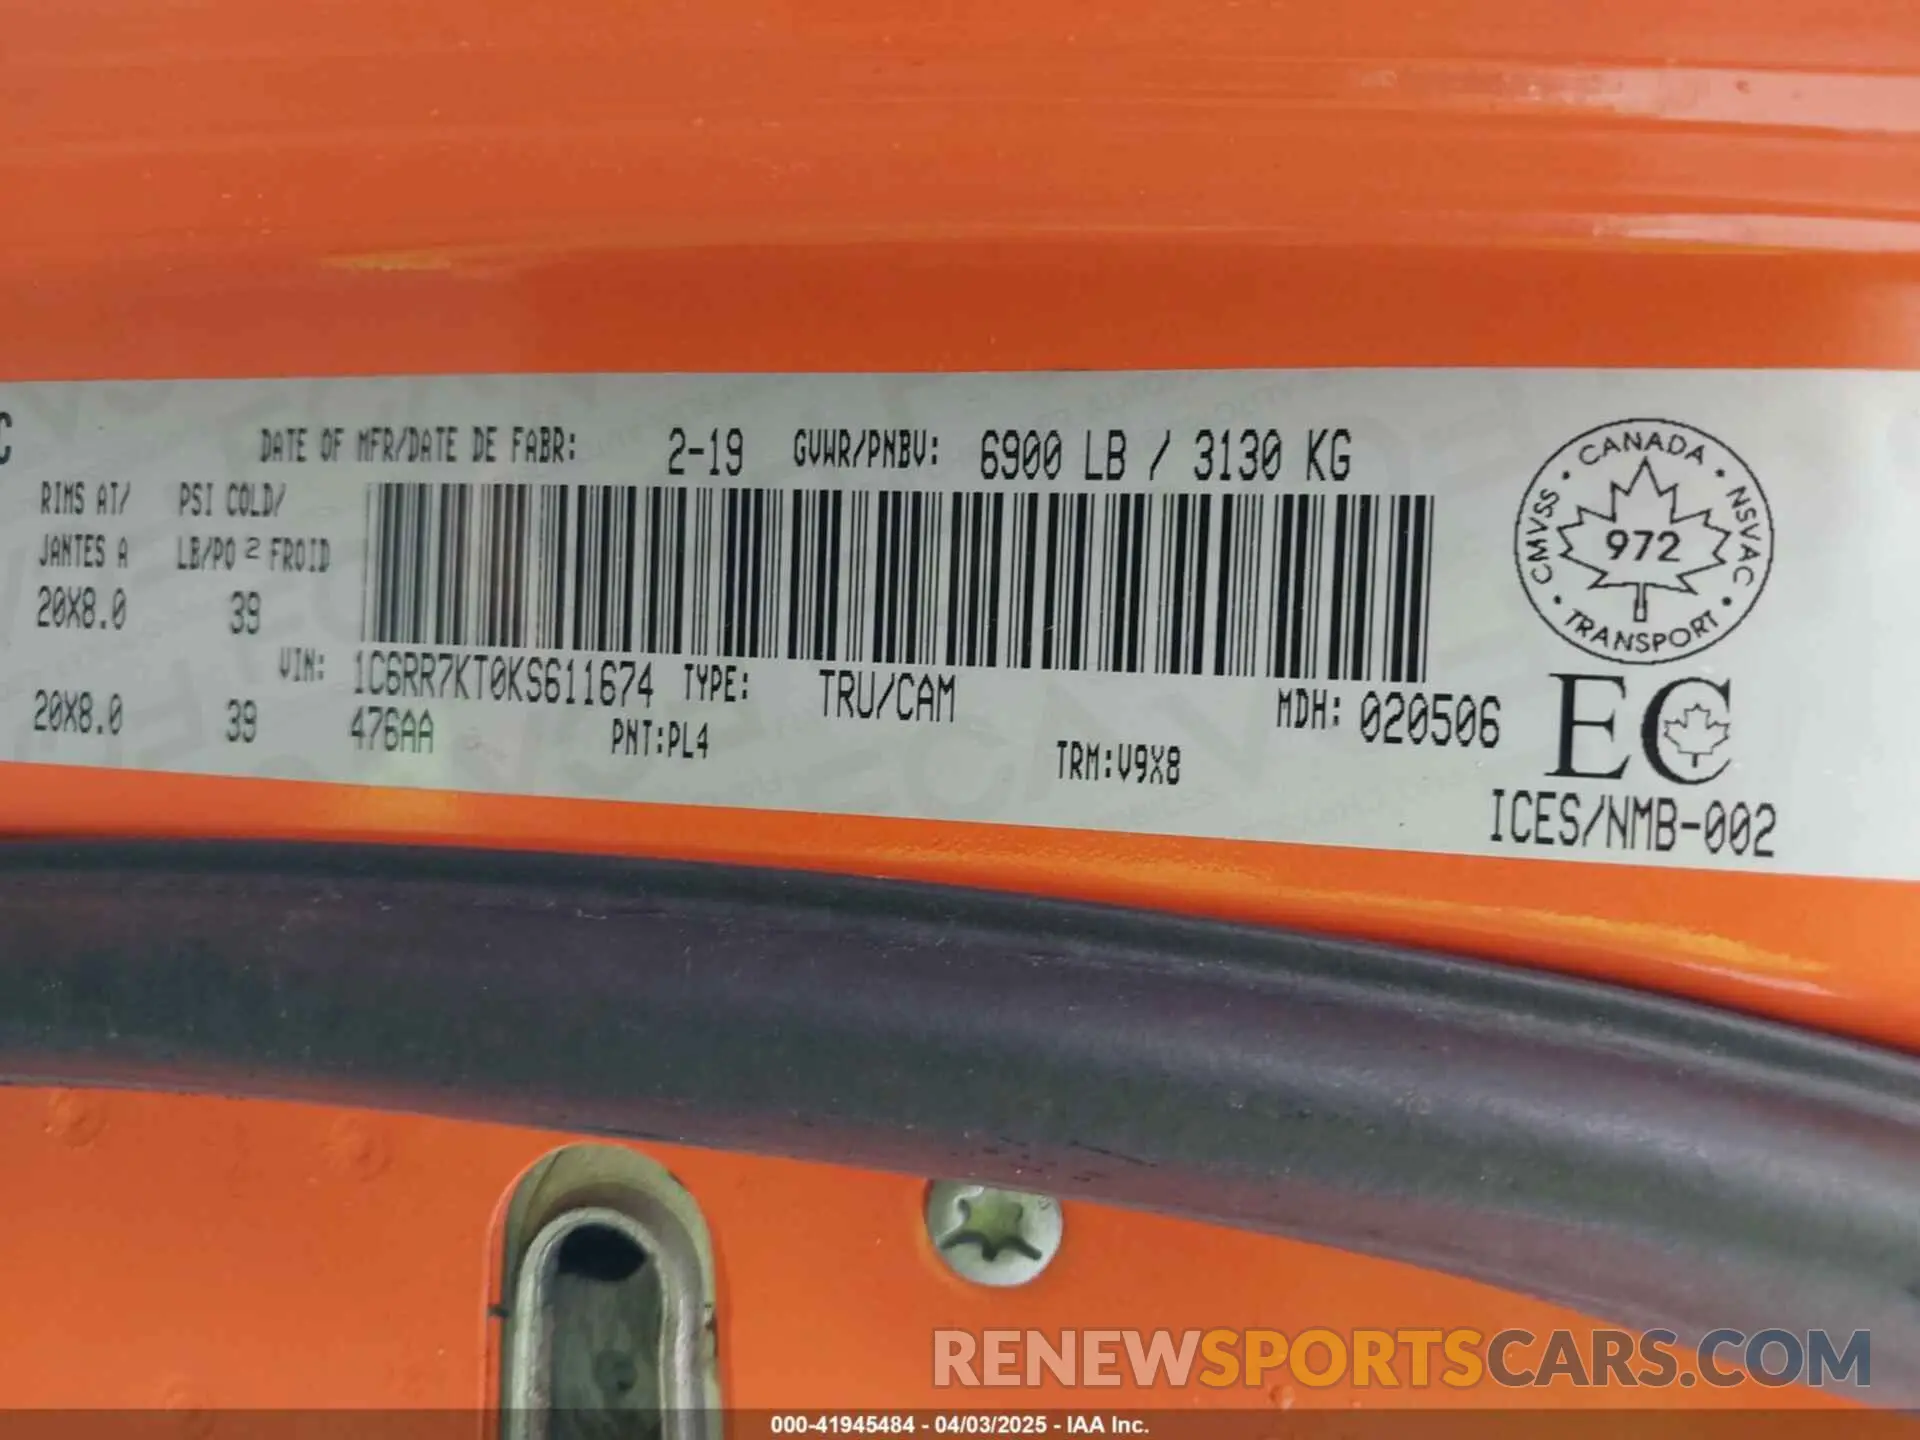 C
DATE OF MFR/DATE DE FABR: 2-19 GVWR/PNBV: 6900 LB / 3130 KG
RIMS AT/ PSI COLD/
JANTES A LB/PO 2 FROID
20X8.0 39
VIN: 1C6RR7KT0KS611674 TYPE: TRU/CAM MDH: 020506
20X8.0 39 476AA PNT:PL4 TRM:V9X8
CANADA
CMVSS 972 NSVAC
TRANSPORT
EC
ICES/NMB-002
RENEWSPORTSCARS.COM
000-41945484 - 04/03/2025 - IAA Inc.